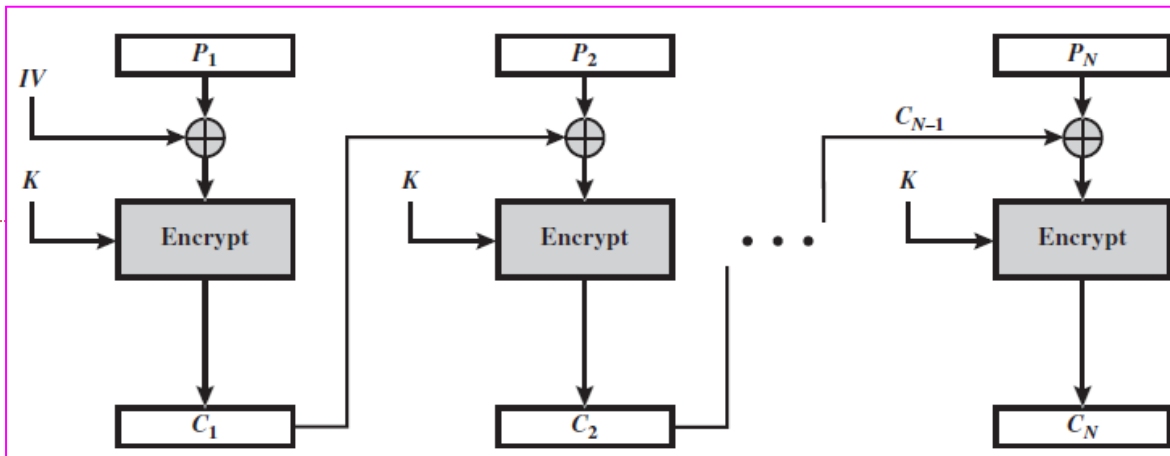 P1 P2 PN
IV
CN–1
K K K
Encrypt Encrypt Encrypt
• • •
C1 C2 CN